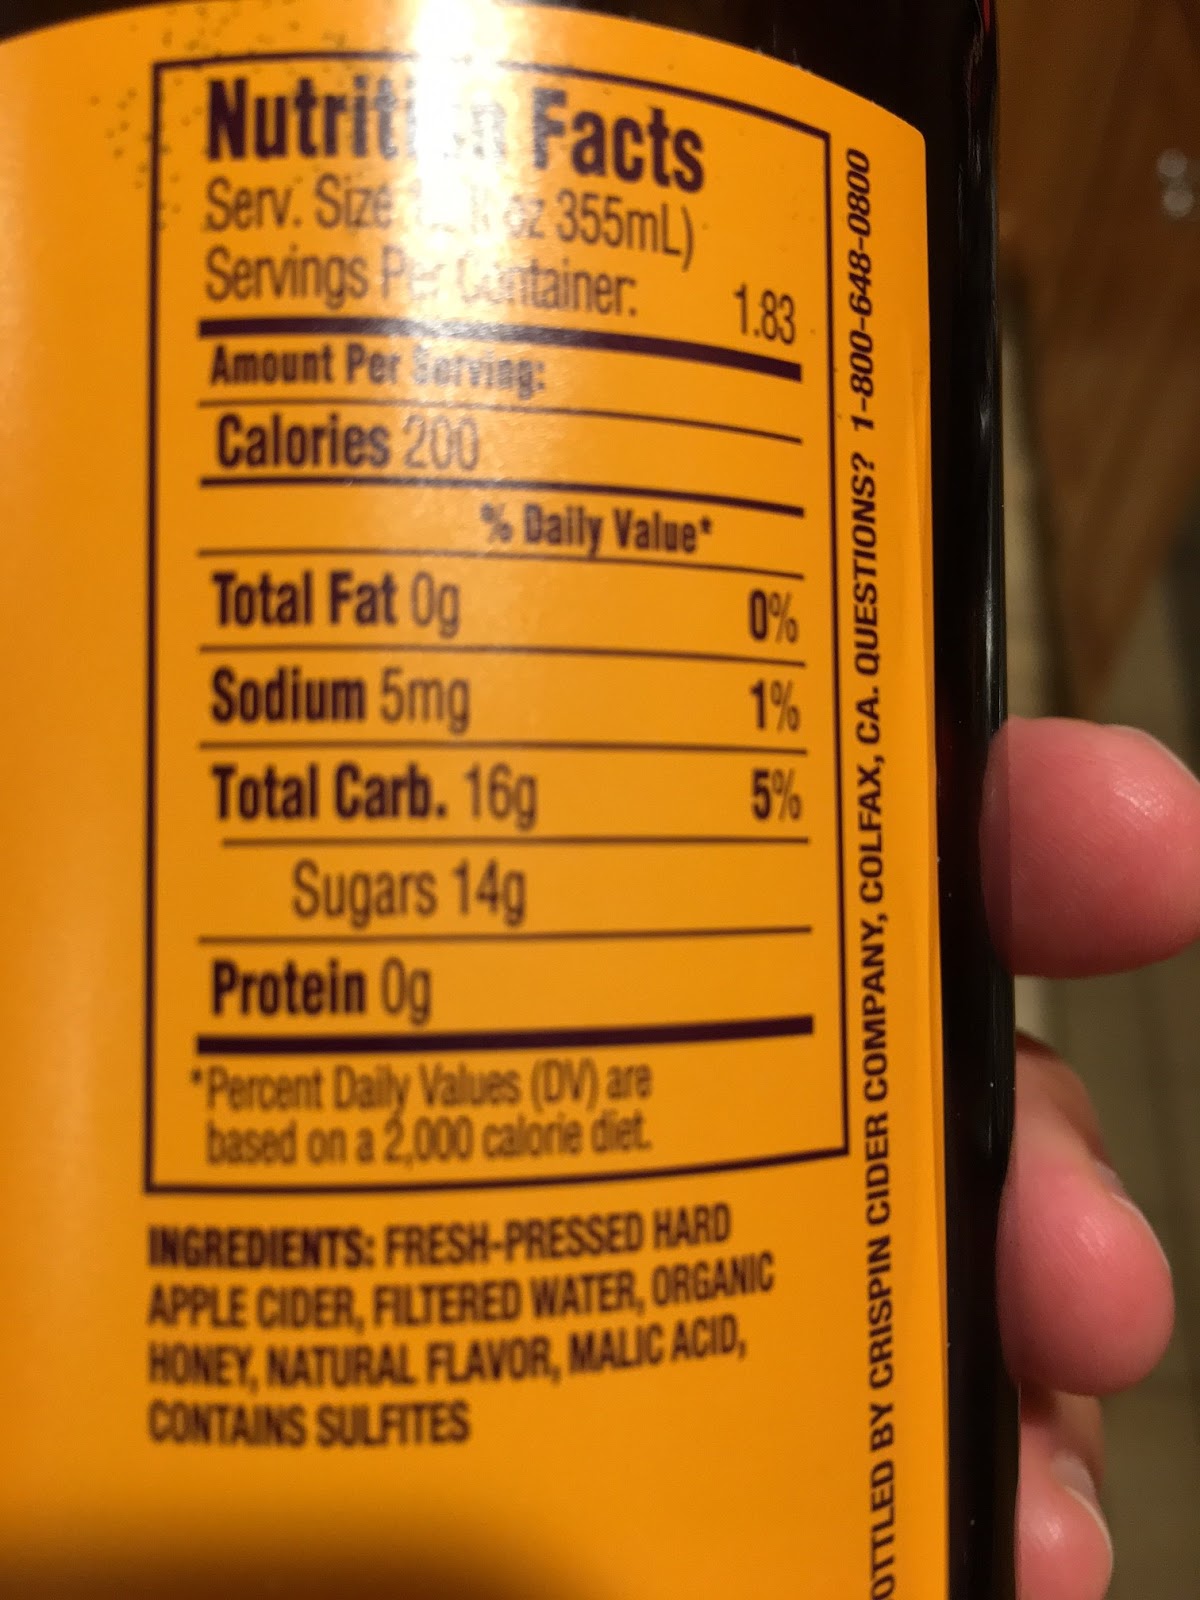 Nutrition Facts
Serv. Size oz 355mL)
Servings Per Container: 1.83
Amount Per Serving:
Calories 200
% Daily Value*
Total Fat 0g 0%
Sodium 5mg 1%
Total Carb. 16g 5%
Sugars 14g
Protein 0g
*Percent Daily Values (DV) are
based on a 2,000 calorie diet.
INGREDIENTS: FRESH-PRESSED HARD
APPLE CIDER, FILTERED WATER, ORGANIC
HONEY, NATURAL FLAVOR, MALIC ACID,
CONTAINS SULFITES
OTTLED BY CRISPIN CIDER COMPANY, COLFAX, CA. QUESTIONS? 1-800-648-0800